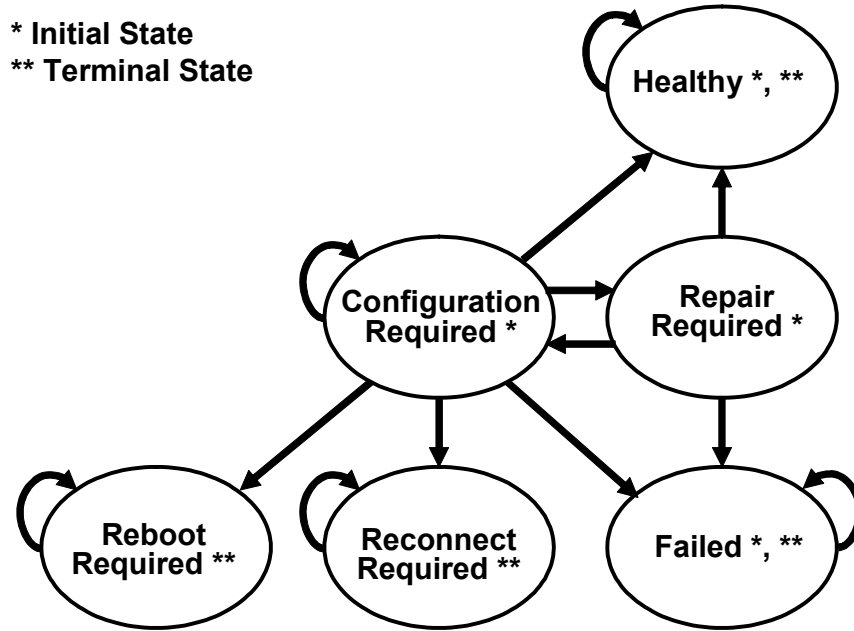 * Initial State
** Terminal State
Healthy *, **
Configuration
Required *
Repair
Required *
Reboot
Required **
Reconnect
Required **
Failed *, **